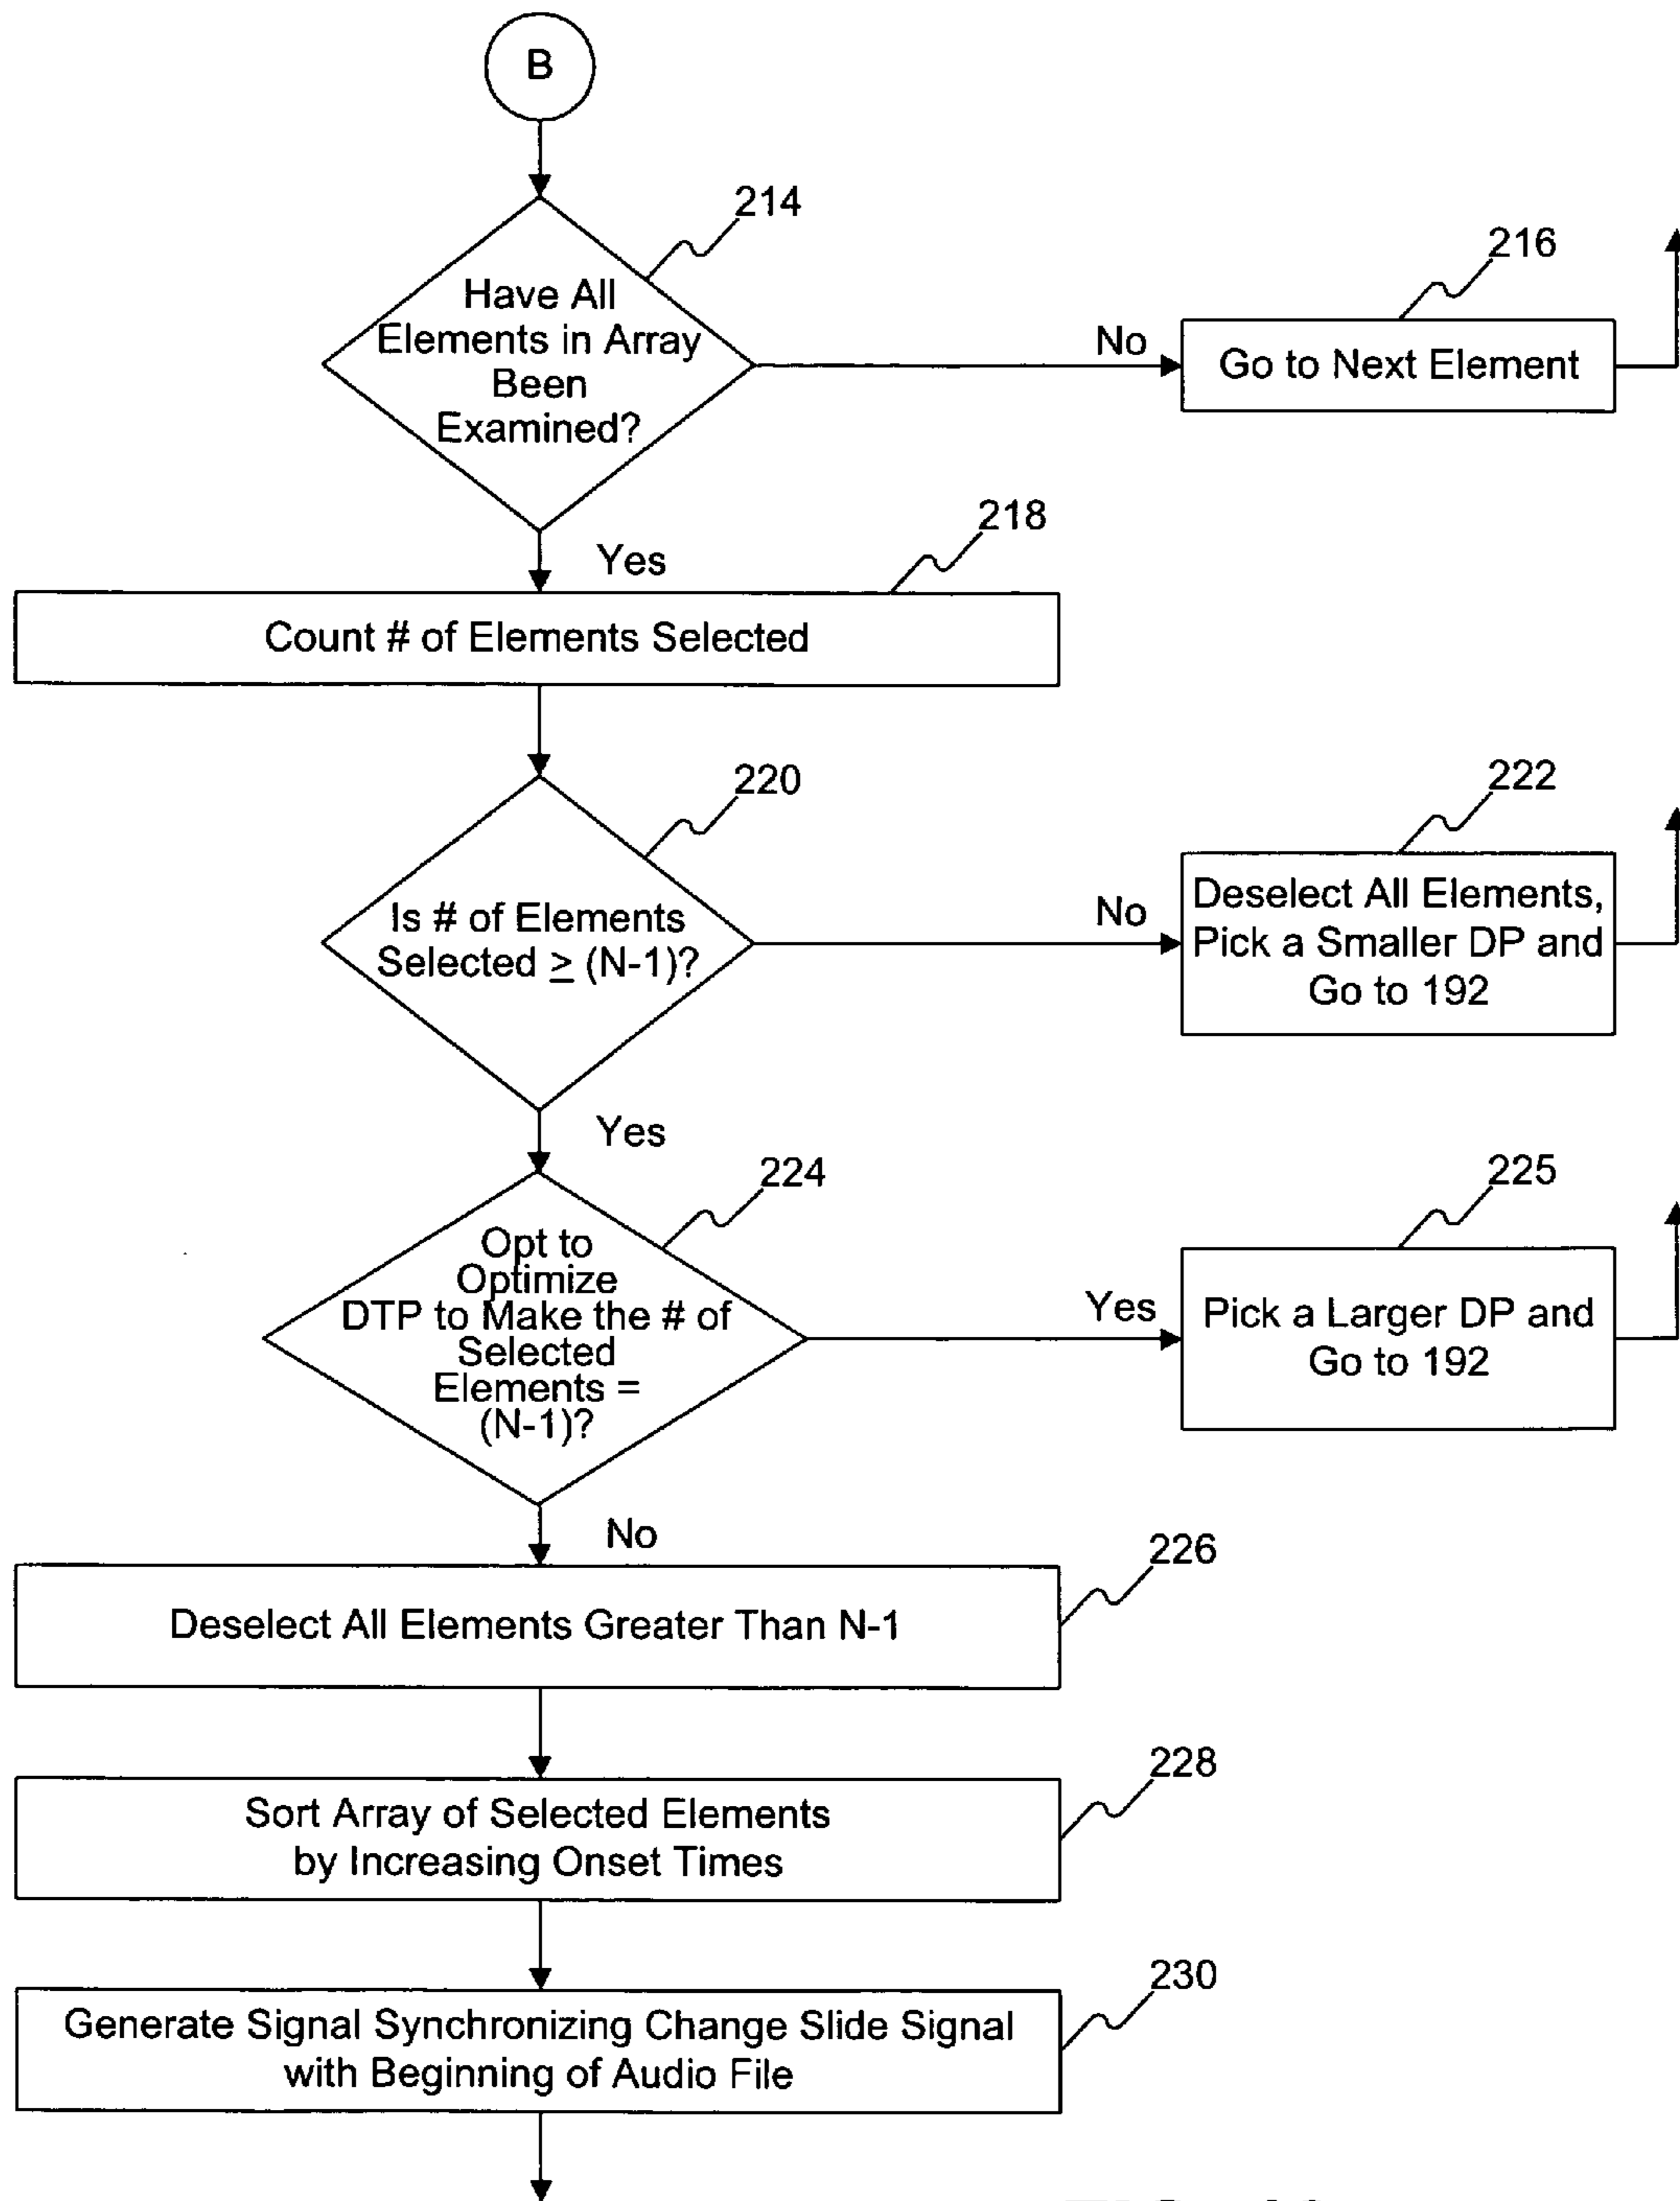 B
214
Have All
Elements in Array
Been
Examined?
No
216
Go to Next Element
Yes
218
Count # of Elements Selected
220
Is # of Elements
Selected ≥ (N-1)?
No
222
Deselect All Elements,
Pick a Smaller DP and
Go to 192
Yes
224
Opt to
Optimize
DTP to Make the # of
Selected
Elements =
(N-1)?
Yes
225
Pick a Larger DP and
Go to 192
No
226
Deselect All Elements Greater Than N-1
228
Sort Array of Selected Elements
by Increasing Onset Times
230
Generate Signal Synchronizing Change Slide Signal
with Beginning of Audio File